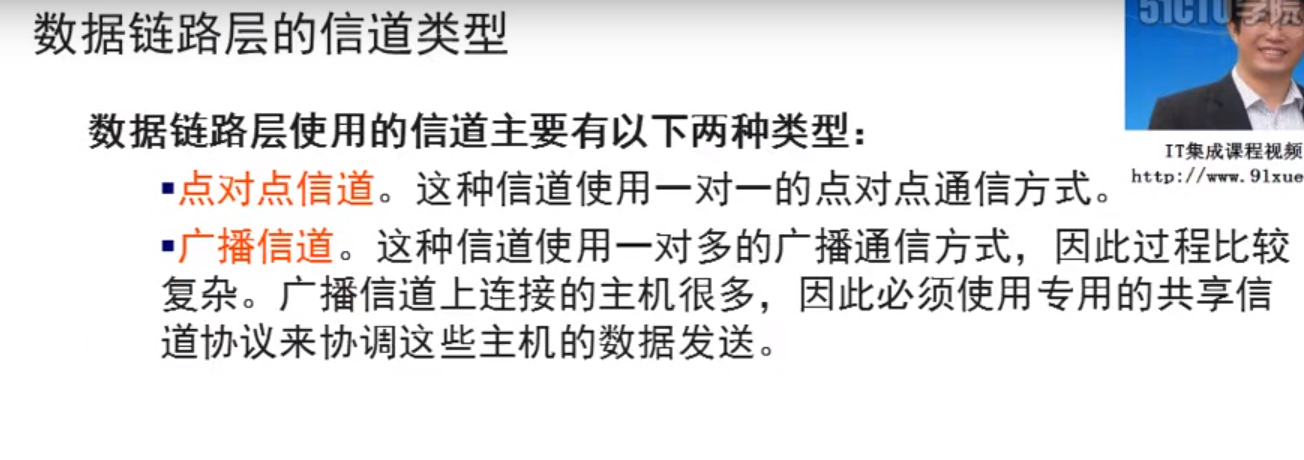 数据链路层的信道类型
51CTO学院
数据链路层使用的信道主要有以下两种类型：
▪点对点信道。这种信道使用一对一的点对点通信方式。
IT集成课程视频
http://www.91xue
▪广播信道。这种信道使用一对多的广播通信方式，因此过程比较
复杂。广播信道上连接的主机很多，因此必须使用专用的共享信
道协议来协调这些主机的数据发送。